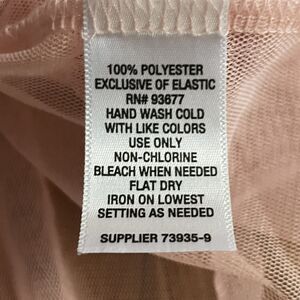 100% POLYESTER
EXCLUSIVE OF ELASTIC
RN# 93677
HAND WASH COLD
WITH LIKE COLORS
USE ONLY
NON-CHLORINE
BLEACH WHEN NEEDED
FLAT DRY
IRON ON LOWEST
SETTING AS NEEDED
SUPPLIER 73935-9